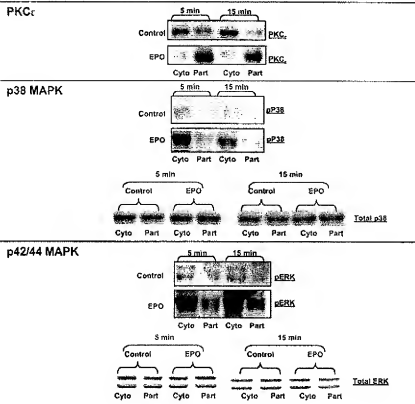 PKCε
5 min 15 min
Control PKCε
EPO PKCε
Cyto Part Cyto Part
p38 MAPK
5 min 15 min
Control pP38
EPO pP38
Cyto Part Cyto Part
5 min 15 min
Control EPO Control EPO
Total p38
Cyto Part Cyto Part Cyto Part Cyto Part
p42/44 MAPK
5 min 15 min
Control pERK
EPO pERK
Cyto Part Cyto Part
5 min 15 min
Control EPO Control EPO
Total ERK
Cyto Part Cyto Part Cyto Part Cyto Part